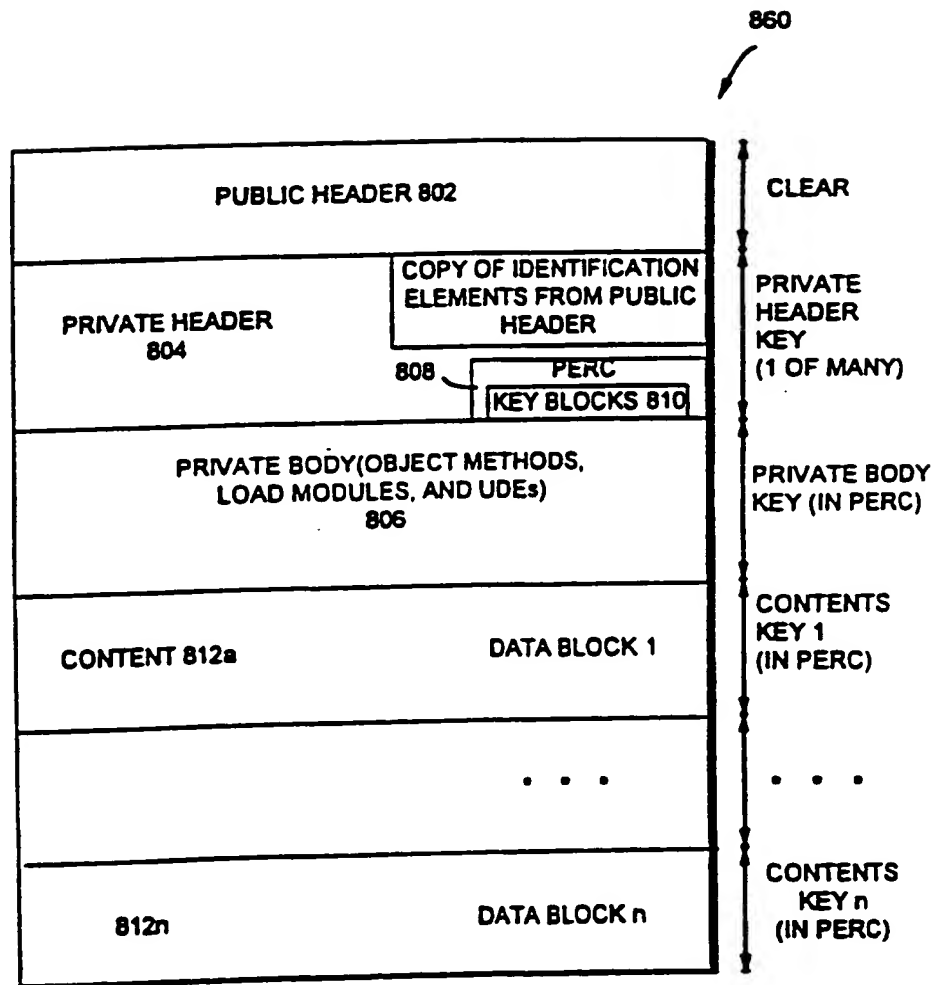 860
PUBLIC HEADER 802
CLEAR
COPY OF IDENTIFICATION
ELEMENTS FROM PUBLIC
HEADER
PRIVATE HEADER
804
808
PERC
KEY BLOCKS 810
PRIVATE
HEADER
KEY
(1 OF MANY)
PRIVATE BODY(OBJECT METHODS,
LOAD MODULES, AND UDEs)
806
PRIVATE BODY
KEY (IN PERC)
CONTENT 812a
DATA BLOCK 1
CONTENTS
KEY 1
(IN PERC)
. . .
. . .
812n
DATA BLOCK n
CONTENTS
KEY n
(IN PERC)